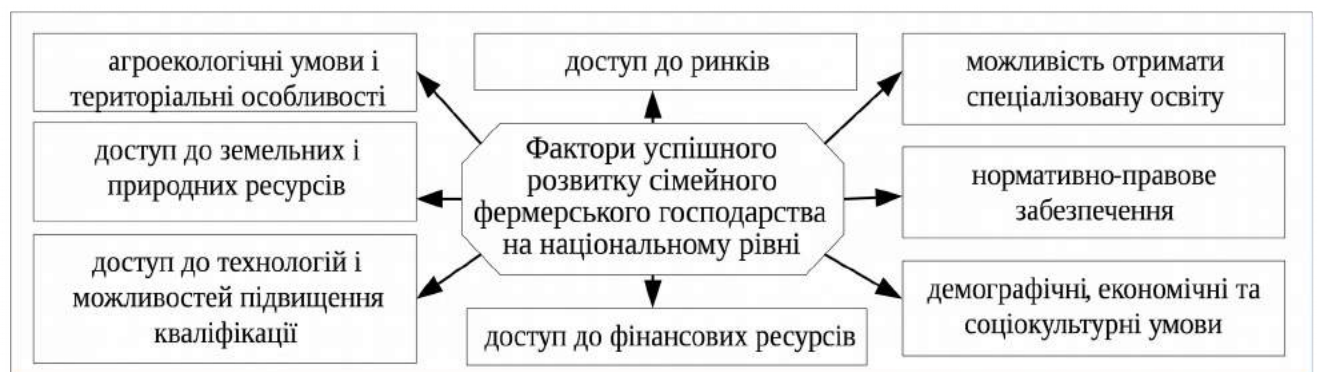 агроекологічні умови і
територіальні особливості
доступ до ринків
можливість отримати
спеціалізовану освіту
доступ до земельних і
природних ресурсів
Фактори успішного
розвитку сімейного
фермерського господарства
на національному рівні
нормативно-правове
забезпечення
доступ до технологій і
можливостей підвищення
кваліфікації
доступ до фінансових ресурсів
демографічні, економічні та
соціокультурні умови